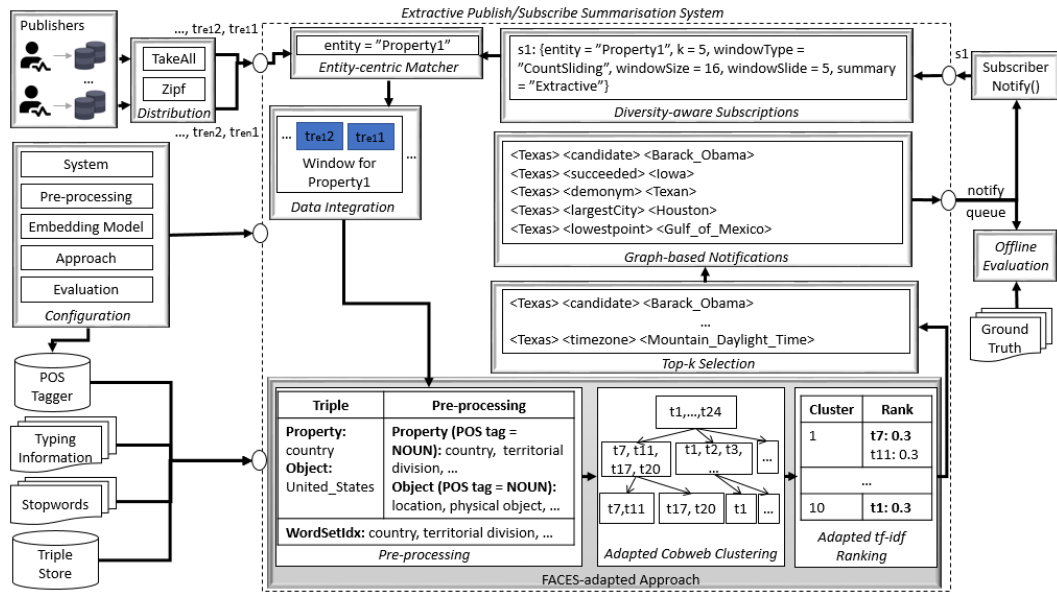 Extractive Publish/Subscribe Summarisation System
Publishers
...
TakeAll
Zipf
Distribution
..., tre12, tre11
..., tren2, tren1
entity = "Property1"
Entity-centric Matcher
s1: {entity = "Property1", k = 5, windowType =
"CountSliding", windowSize = 16, windowSlide = 5, summary
= "Extractive"}
Diversity-aware Subscriptions
s1
Subscriber
Notify()
... tre12 tre11 ...
Window for
Property1
Data Integration
System
Pre-processing
Embedding Model
Approach
Evaluation
Configuration
<Texas> <candidate> <Barack_Obama>
<Texas> <succeeded> <Iowa>
<Texas> <demonym> <Texan>
<Texas> <largestCity> <Houston>
<Texas> <lowestpoint> <Gulf_of_Mexico>
Graph-based Notifications
notify
queue
Offline
Evaluation
Ground
Truth
<Texas> <candidate> <Barack_Obama>
...
<Texas> <timezone> <Mountain_Daylight_Time>
Top-k Selection
POS
Tagger
Typing
Information
Stopwords
Triple
Store
Triple
Property:
country
Object:
United_States
Pre-processing
Property (POS tag =
NOUN): country, territorial
division, ...
Object (POS tag = NOUN):
location, physical object, ...
WordSetIdx: country, territorial division, ...
Pre-processing
t1,...,t24
t7, t11,
t17, t20
t1, t2, t3,
...
...
t7,t11
t17, t20
t1
...
Adapted Cobweb Clustering
Cluster Rank
1 t7: 0.3
t11: 0.3
...
10 t1: 0.3
Adapted tf-idf
Ranking
FACES-adapted Approach